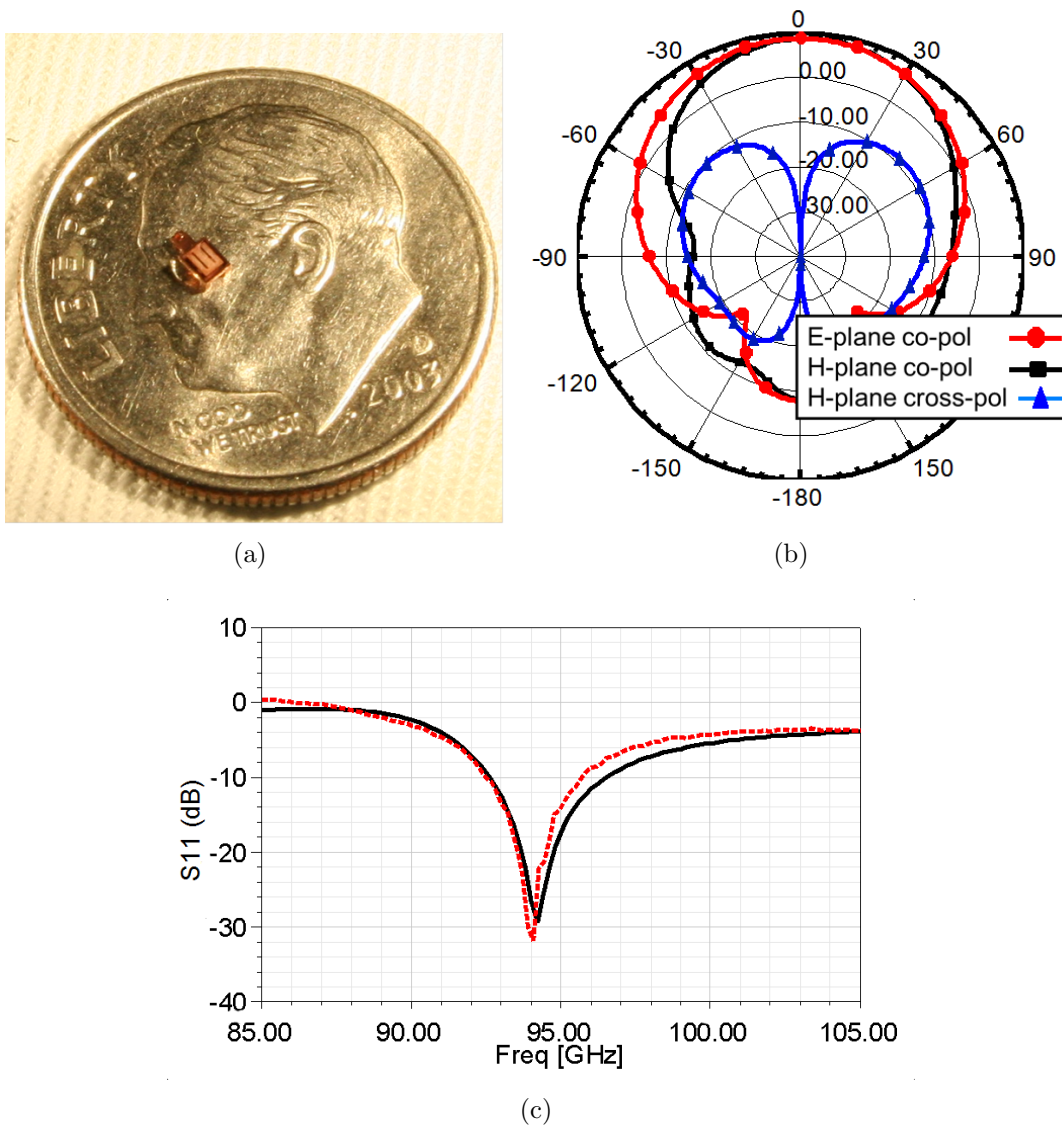 LIBERTY
IN GOD
WE TRUST
2003
(a)
0
-30
30
-60
60
-90
90
-120
-150
150
-180
0.00
-10.00
-20.00
-30.00
E-plane co-pol
H-plane co-pol
H-plane cross-pol
(b)
10
0
-10
-20
-30
-40
S11 (dB)
85.00
90.00
95.00
100.00
105.00
Freq [GHz]
(c)